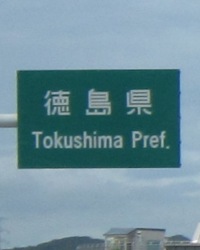 徳島県
Tokushima Pref.